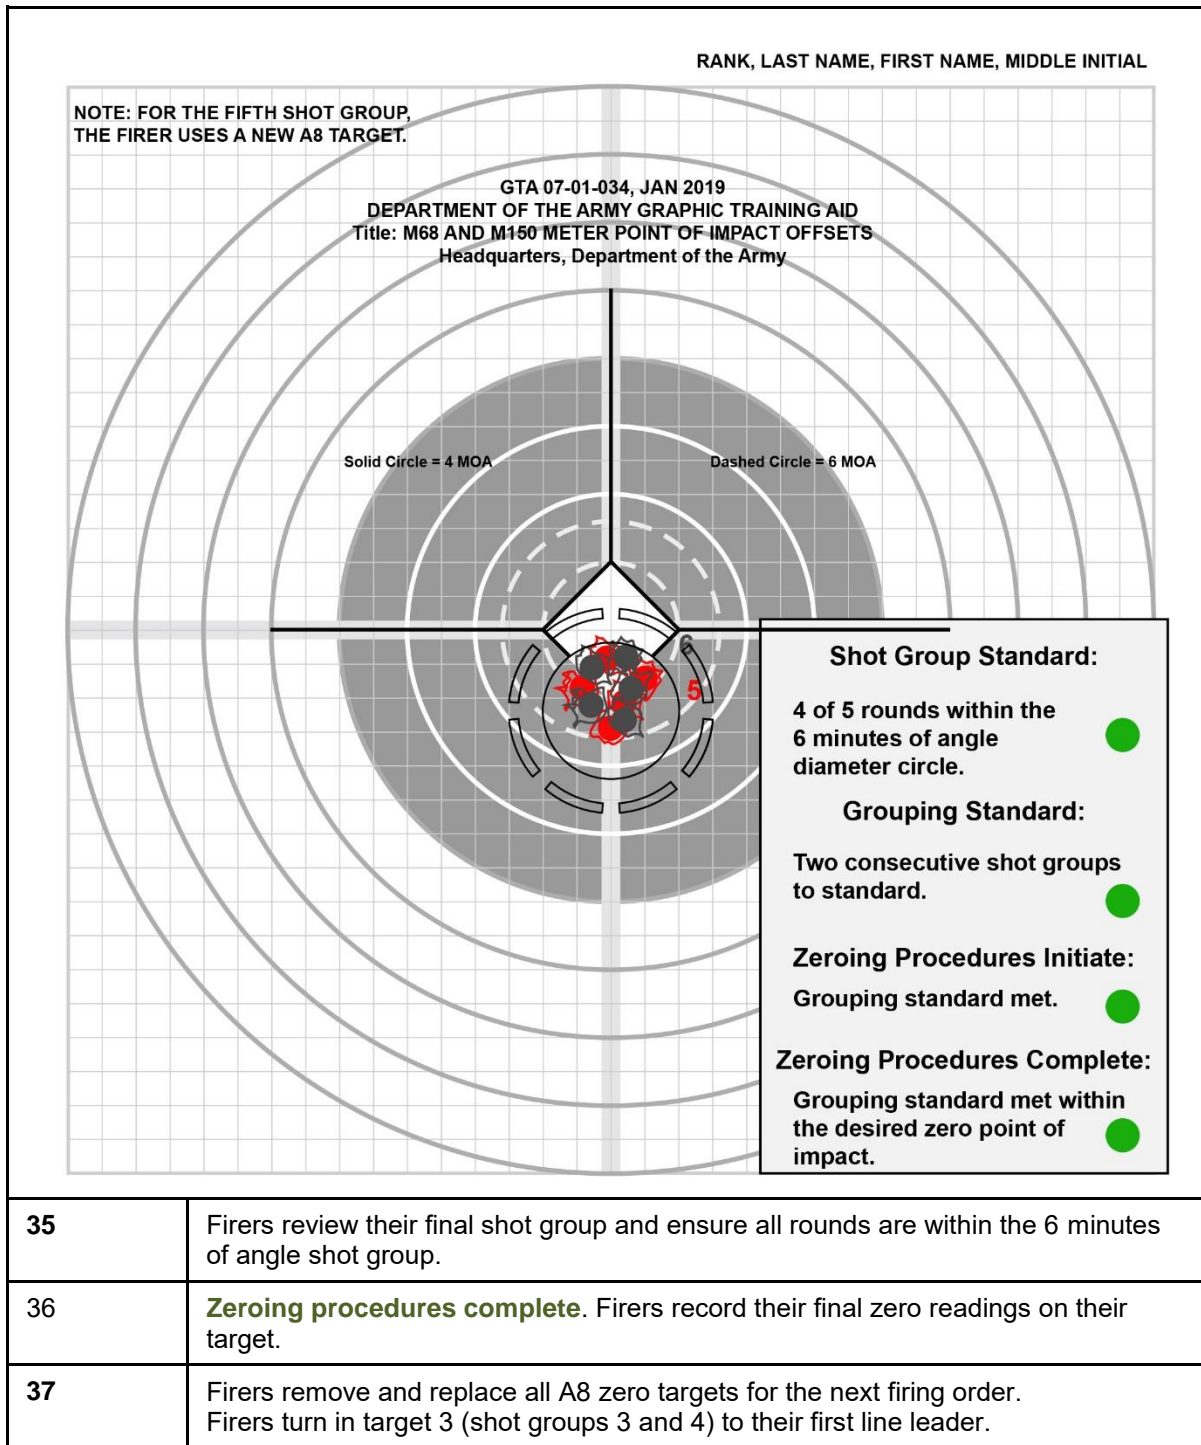 RANK, LAST NAME, FIRST NAME, MIDDLE INITIAL
NOTE: FOR THE FIFTH SHOT GROUP,
THE FIRER USES A NEW A8 TARGET.
GTA 07-01-034, JAN 2019
DEPARTMENT OF THE ARMY GRAPHIC TRAINING AID
Title: M68 AND M150 METER POINT OF IMPACT OFFSETS
Headquarters, Department of the Army
Solid Circle = 4 MOA
Dashed Circle = 6 MOA
6
5
Shot Group Standard:
4 of 5 rounds within the
6 minutes of angle
diameter circle.
Grouping Standard:
Two consecutive shot groups
to standard.
Zeroing Procedures Initiate:
Grouping standard met.
Zeroing Procedures Complete:
Grouping standard met within
the desired zero point of
impact.
35 Firers review their final shot group and ensure all rounds are within the 6 minutes
of angle shot group.
36 Zeroing procedures complete. Firers record their final zero readings on their
target.
37 Firers remove and replace all A8 zero targets for the next firing order.
Firers turn in target 3 (shot groups 3 and 4) to their first line leader.